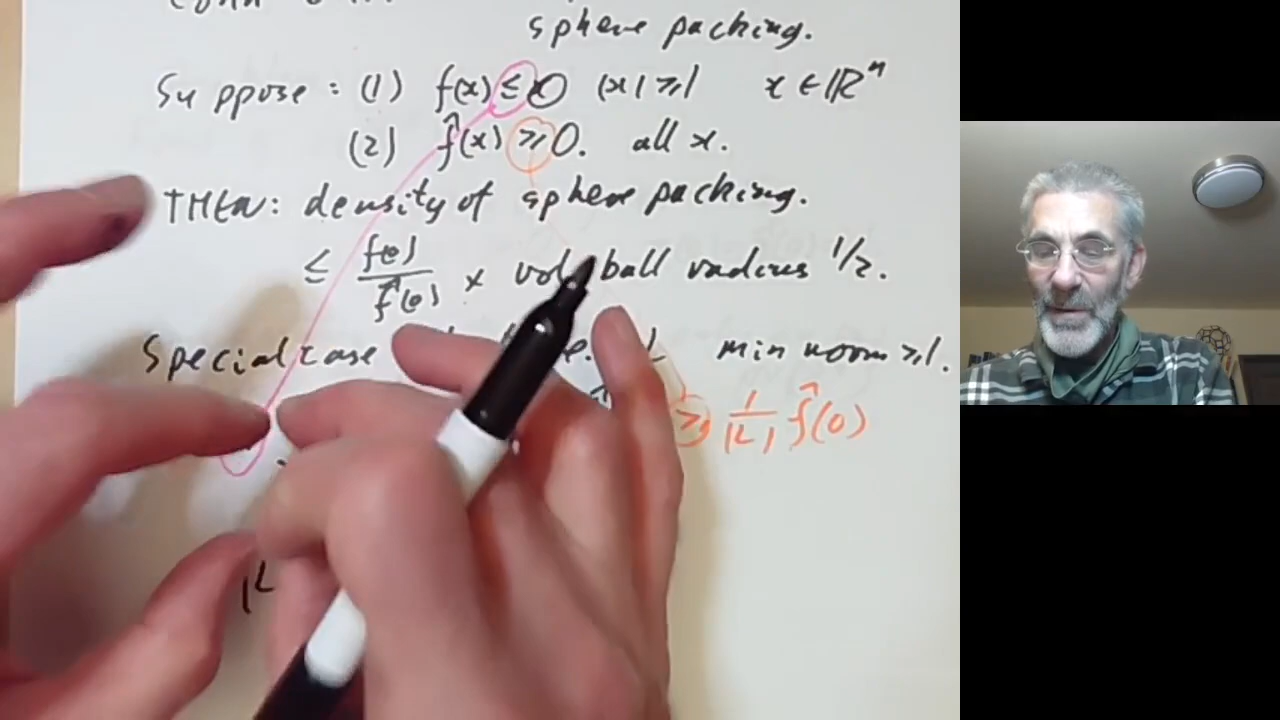 sphere packing.
Suppose : (1) f(x) ≤ 0 |x| ≥ 1 x ∈ ℝⁿ
(2) f̂(x) ≥ 0. all x.
THEN: density of sphere packing.
≤ f(0)/f̂(0) × vol ball radius 1/2.
Special case L min norm ≥ 1.
≥ 1/|L| f̂(0)
|L